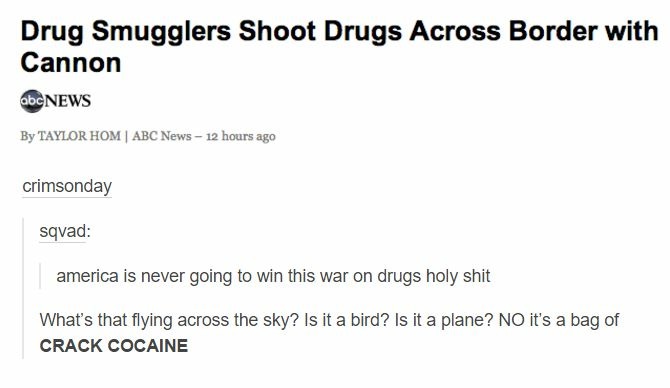 Drug Smugglers Shoot Drugs Across Border with
Cannon
abc NEWS
By TAYLOR HOM | ABC News – 12 hours ago
crimsonday
sqvad:
america is never going to win this war on drugs holy shit
What's that flying across the sky? Is it a bird? Is it a plane? NO it's a bag of
CRACK COCAINE